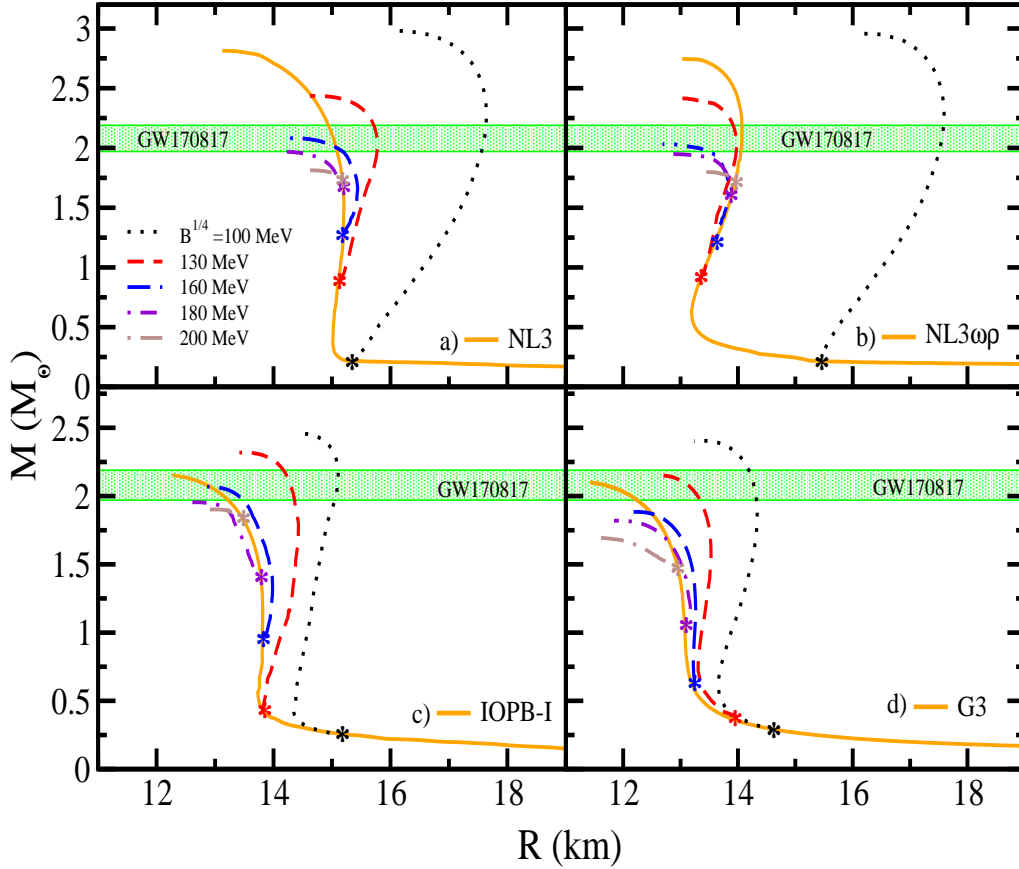 3
2.5
2
1.5
1
0.5
0
GW170817
B^{1/4} =100 MeV
130 MeV
160 MeV
180 MeV
200 MeV
a) NL3
GW170817
b) NL3ωρ
M (M_⊙)
2.5
2
1.5
1
0.5
0
GW170817
c) IOPB-I
12 14 16 18
GW170817
d) G3
12 14 16 18
R (km)